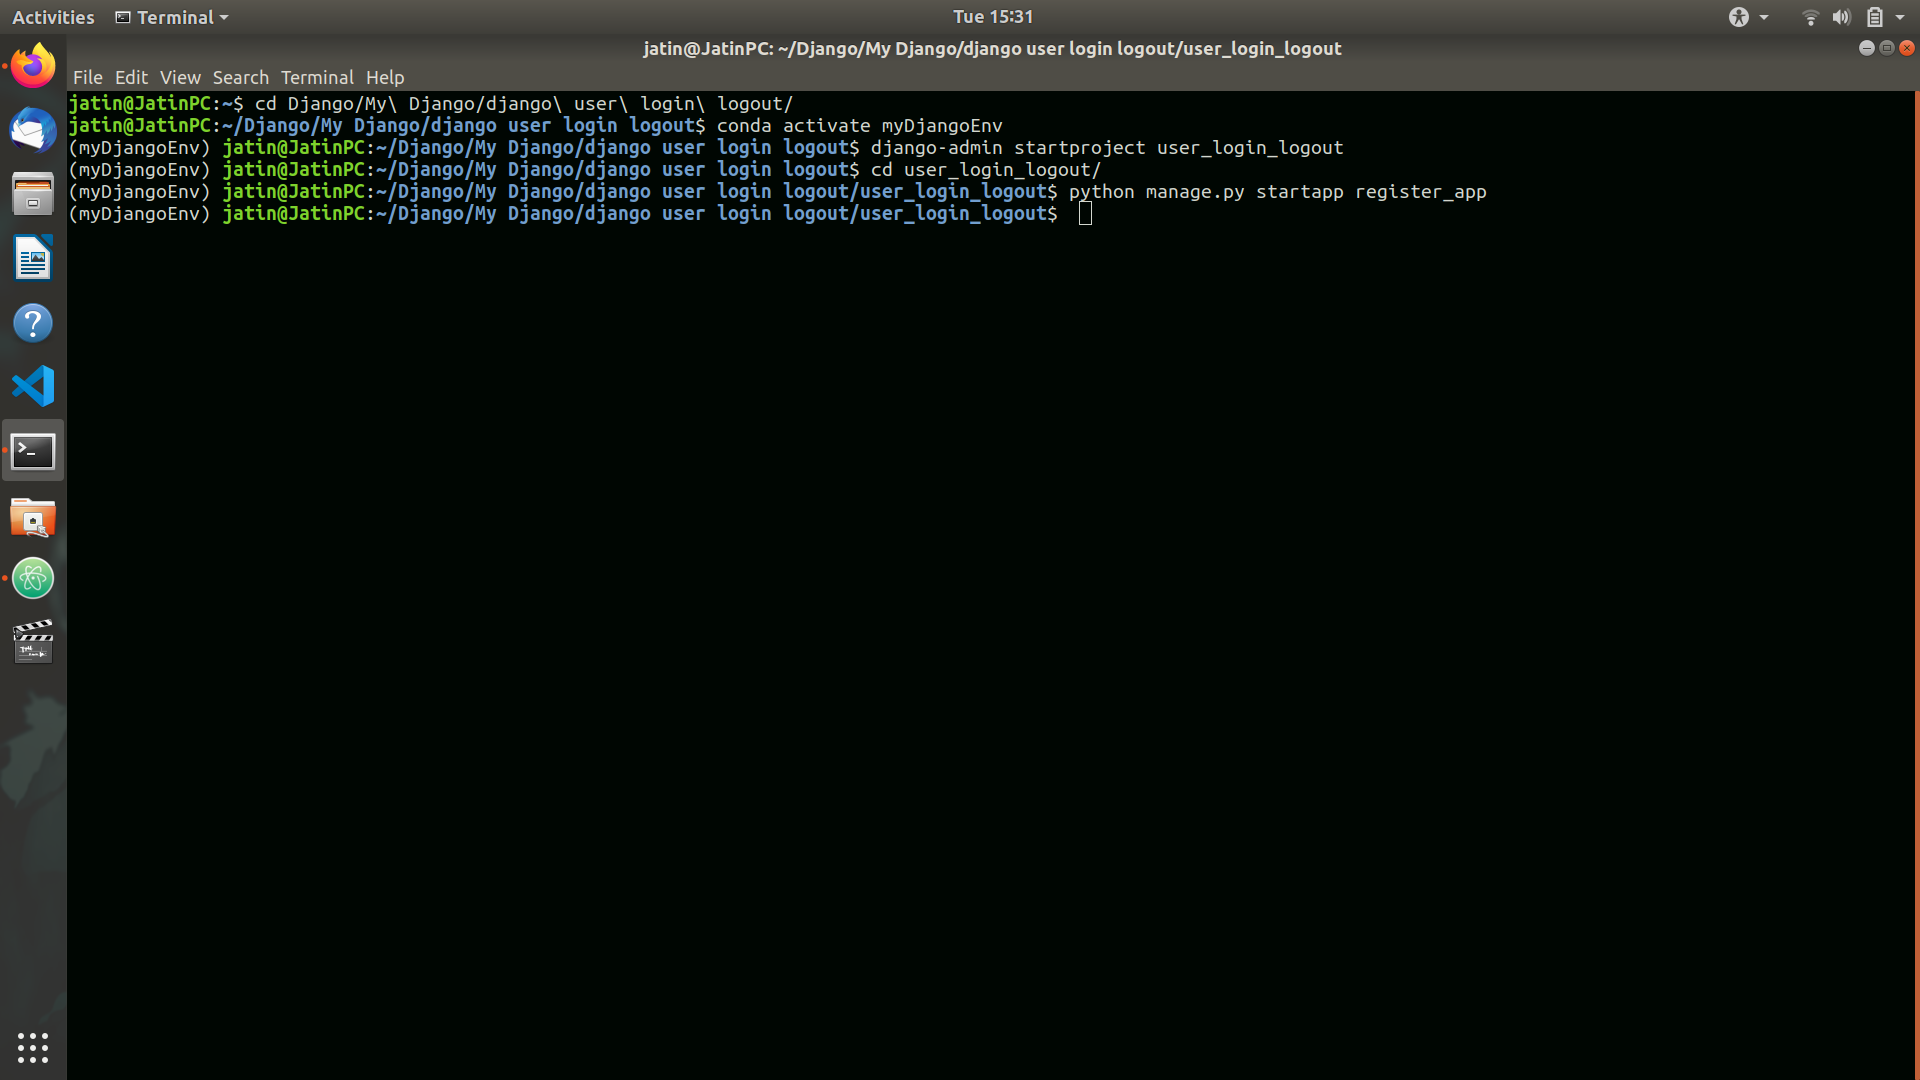 Activities Terminal Tue 15:31
jatin@JatinPC: ~/Django/My Django/django user login logout/user_login_logout
File Edit View Search Terminal Help
jatin@JatinPC:~$ cd Django/My\ Django/django\ user\ login\ logout/
jatin@JatinPC:~/Django/My Django/django user login logout$ conda activate myDjangoEnv
(myDjangoEnv) jatin@JatinPC:~/Django/My Django/django user login logout$ django-admin startproject user_login_logout
(myDjangoEnv) jatin@JatinPC:~/Django/My Django/django user login logout$ cd user_login_logout/
(myDjangoEnv) jatin@JatinPC:~/Django/My Django/django user login logout/user_login_logout$ python manage.py startapp register_app
(myDjangoEnv) jatin@JatinPC:~/Django/My Django/django user login logout/user_login_logout$